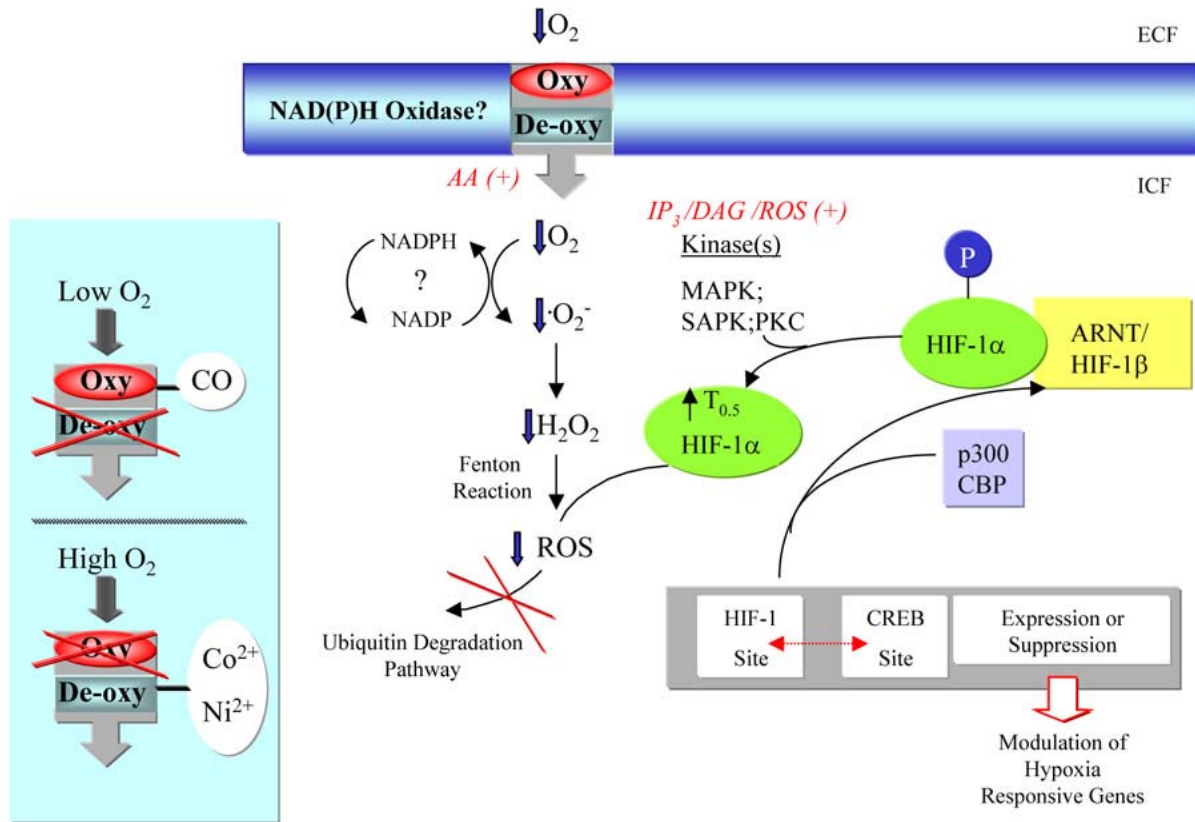 O₂
ECF
Oxy
NAD(P)H Oxidase?
De-oxy
AA (+)
ICF
O₂
NADPH
?
NADP
·O₂⁻
H₂O₂
Fenton
Reaction
ROS
Ubiquitin Degradation
Pathway
IP₃/DAG/ROS (+)
Kinase(s)
MAPK;
SAPK;PKC
T₀.₅
HIF-1α
P
HIF-1α
ARNT/
HIF-1β
p300
CBP
HIF-1
Site
CREB
Site
Expression or
Suppression
Modulation of
Hypoxia
Responsive Genes
Low O₂
Oxy
CO
De-oxy
High O₂
Oxy
De-oxy
Co²⁺
Ni²⁺